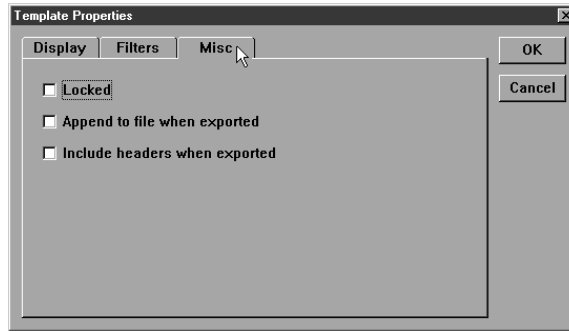 Template Properties
Display Filters Misc
OK
Cancel
Locked
Append to file when exported
Include headers when exported